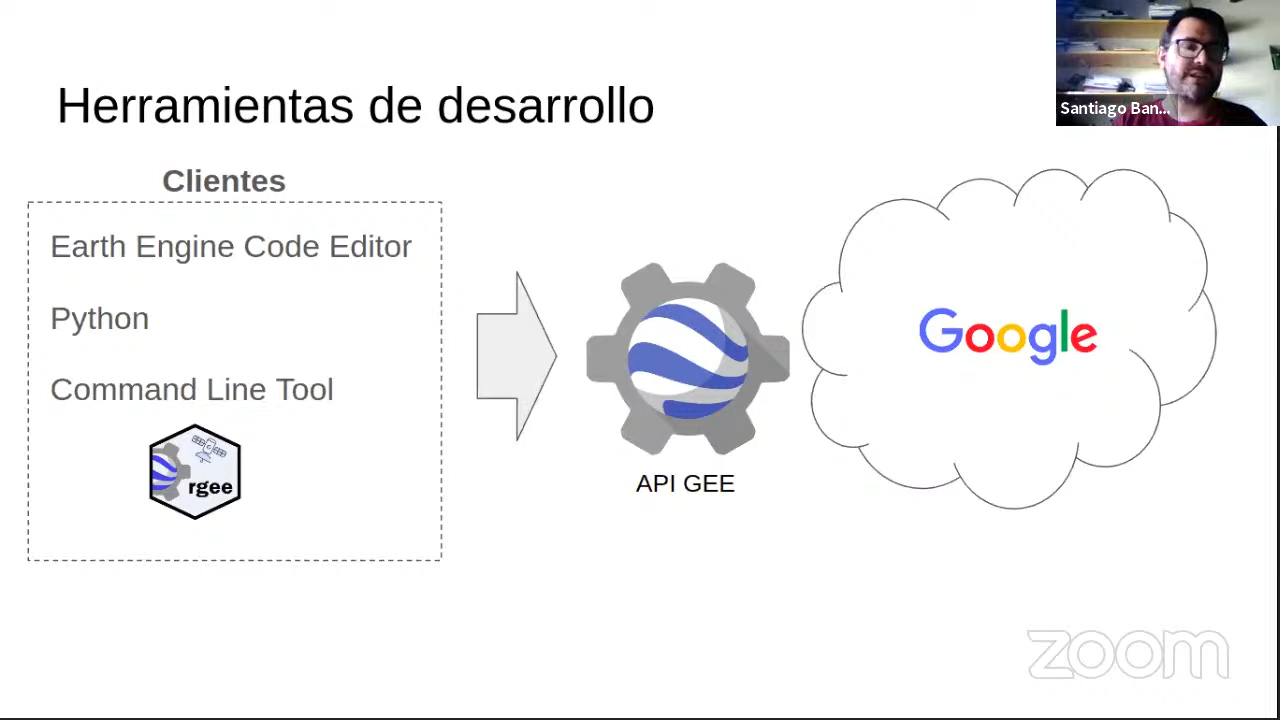 Herramientas de desarrollo
Santiago Ban...
Clientes
Earth Engine Code Editor
Python
Command Line Tool
rgee
API GEE
Google
zoom